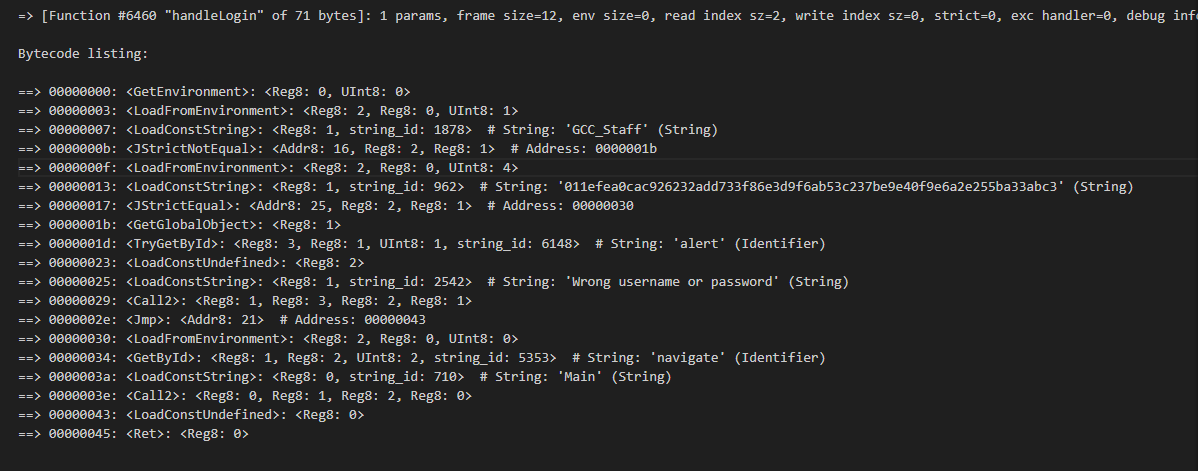 => [Function #6460 "handleLogin" of 71 bytes]: 1 params, frame size=12, env size=0, read index sz=2, write index sz=0, strict=0, exc handler=0, debug info
Bytecode listing:
==> 00000000: <GetEnvironment>: <Reg8: 0, UInt8: 0>
==> 00000003: <LoadFromEnvironment>: <Reg8: 2, Reg8: 0, UInt8: 1>
==> 00000007: <LoadConstString>: <Reg8: 1, string_id: 1878>  # String: 'GCC_Staff' (String)
==> 0000000b: <JStrictNotEqual>: <Addr8: 16, Reg8: 2, Reg8: 1>  # Address: 0000001b
==> 0000000f: <LoadFromEnvironment>: <Reg8: 2, Reg8: 0, UInt8: 4>
==> 00000013: <LoadConstString>: <Reg8: 1, string_id: 962>  # String: '011efea0cac926232add733f86e3d9f6ab53c237be9e40f9e6a2e255ba33abc3' (String)
==> 00000017: <JStrictEqual>: <Addr8: 25, Reg8: 2, Reg8: 1>  # Address: 00000030
==> 0000001b: <GetGlobalObject>: <Reg8: 1>
==> 0000001d: <TryGetById>: <Reg8: 3, Reg8: 1, UInt8: 1, string_id: 6148>  # String: 'alert' (Identifier)
==> 00000023: <LoadConstUndefined>: <Reg8: 2>
==> 00000025: <LoadConstString>: <Reg8: 1, string_id: 2542>  # String: 'Wrong username or password' (String)
==> 00000029: <Call2>: <Reg8: 1, Reg8: 3, Reg8: 2, Reg8: 1>
==> 0000002e: <Jmp>: <Addr8: 21>  # Address: 00000043
==> 00000030: <LoadFromEnvironment>: <Reg8: 2, Reg8: 0, UInt8: 0>
==> 00000034: <GetById>: <Reg8: 1, Reg8: 2, UInt8: 2, string_id: 5353>  # String: 'navigate' (Identifier)
==> 0000003a: <LoadConstString>: <Reg8: 0, string_id: 710>  # String: 'Main' (String)
==> 0000003e: <Call2>: <Reg8: 0, Reg8: 1, Reg8: 2, Reg8: 0>
==> 00000043: <LoadConstUndefined>: <Reg8: 0>
==> 00000045: <Ret>: <Reg8: 0>